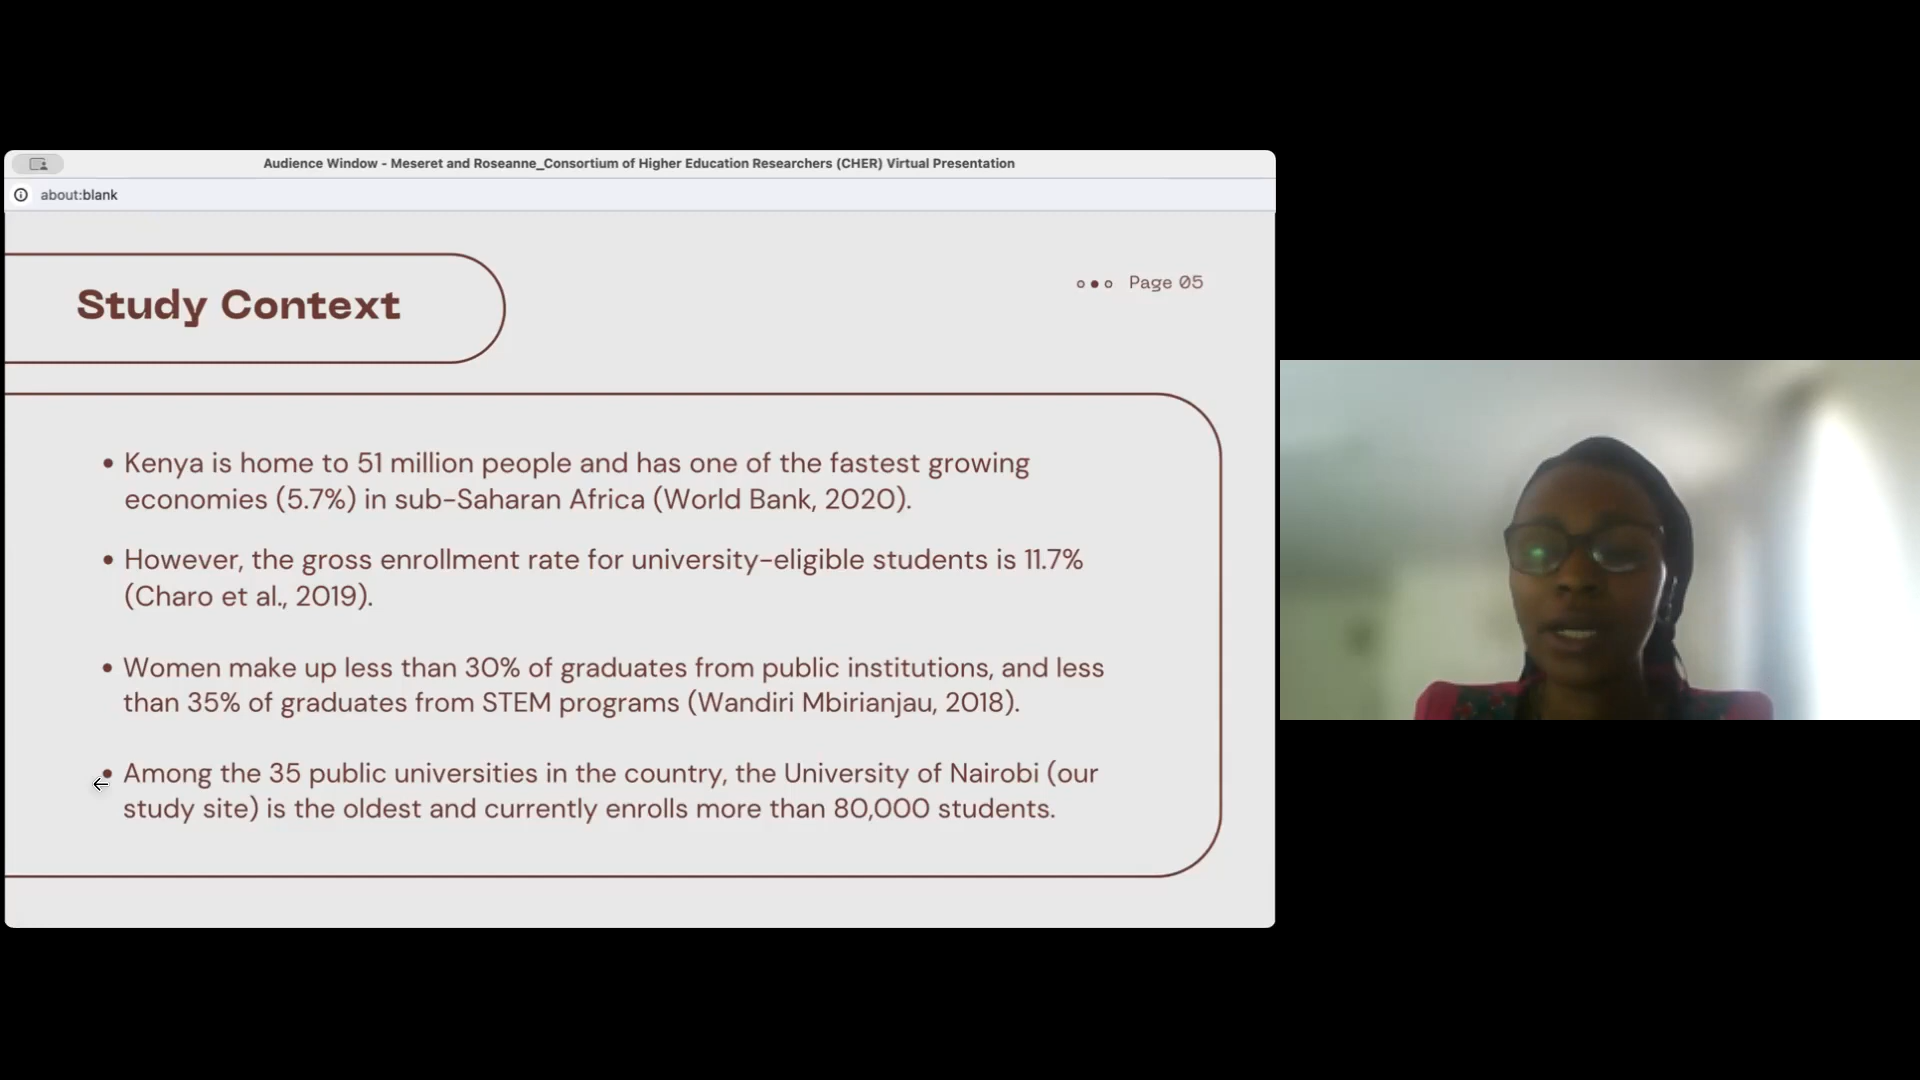 Audience Window - Meseret and Roseanne_Consortium of Higher Education Researchers (CHER) Virtual Presentation
about:blank
Study Context
Page 05
• Kenya is home to 51 million people and has one of the fastest growing
economies (5.7%) in sub-Saharan Africa (World Bank, 2020).
• However, the gross enrollment rate for university-eligible students is 11.7%
(Charo et al., 2019).
• Women make up less than 30% of graduates from public institutions, and less
than 35% of graduates from STEM programs (Wandiri Mbirianjau, 2018).
• Among the 35 public universities in the country, the University of Nairobi (our
study site) is the oldest and currently enrolls more than 80,000 students.